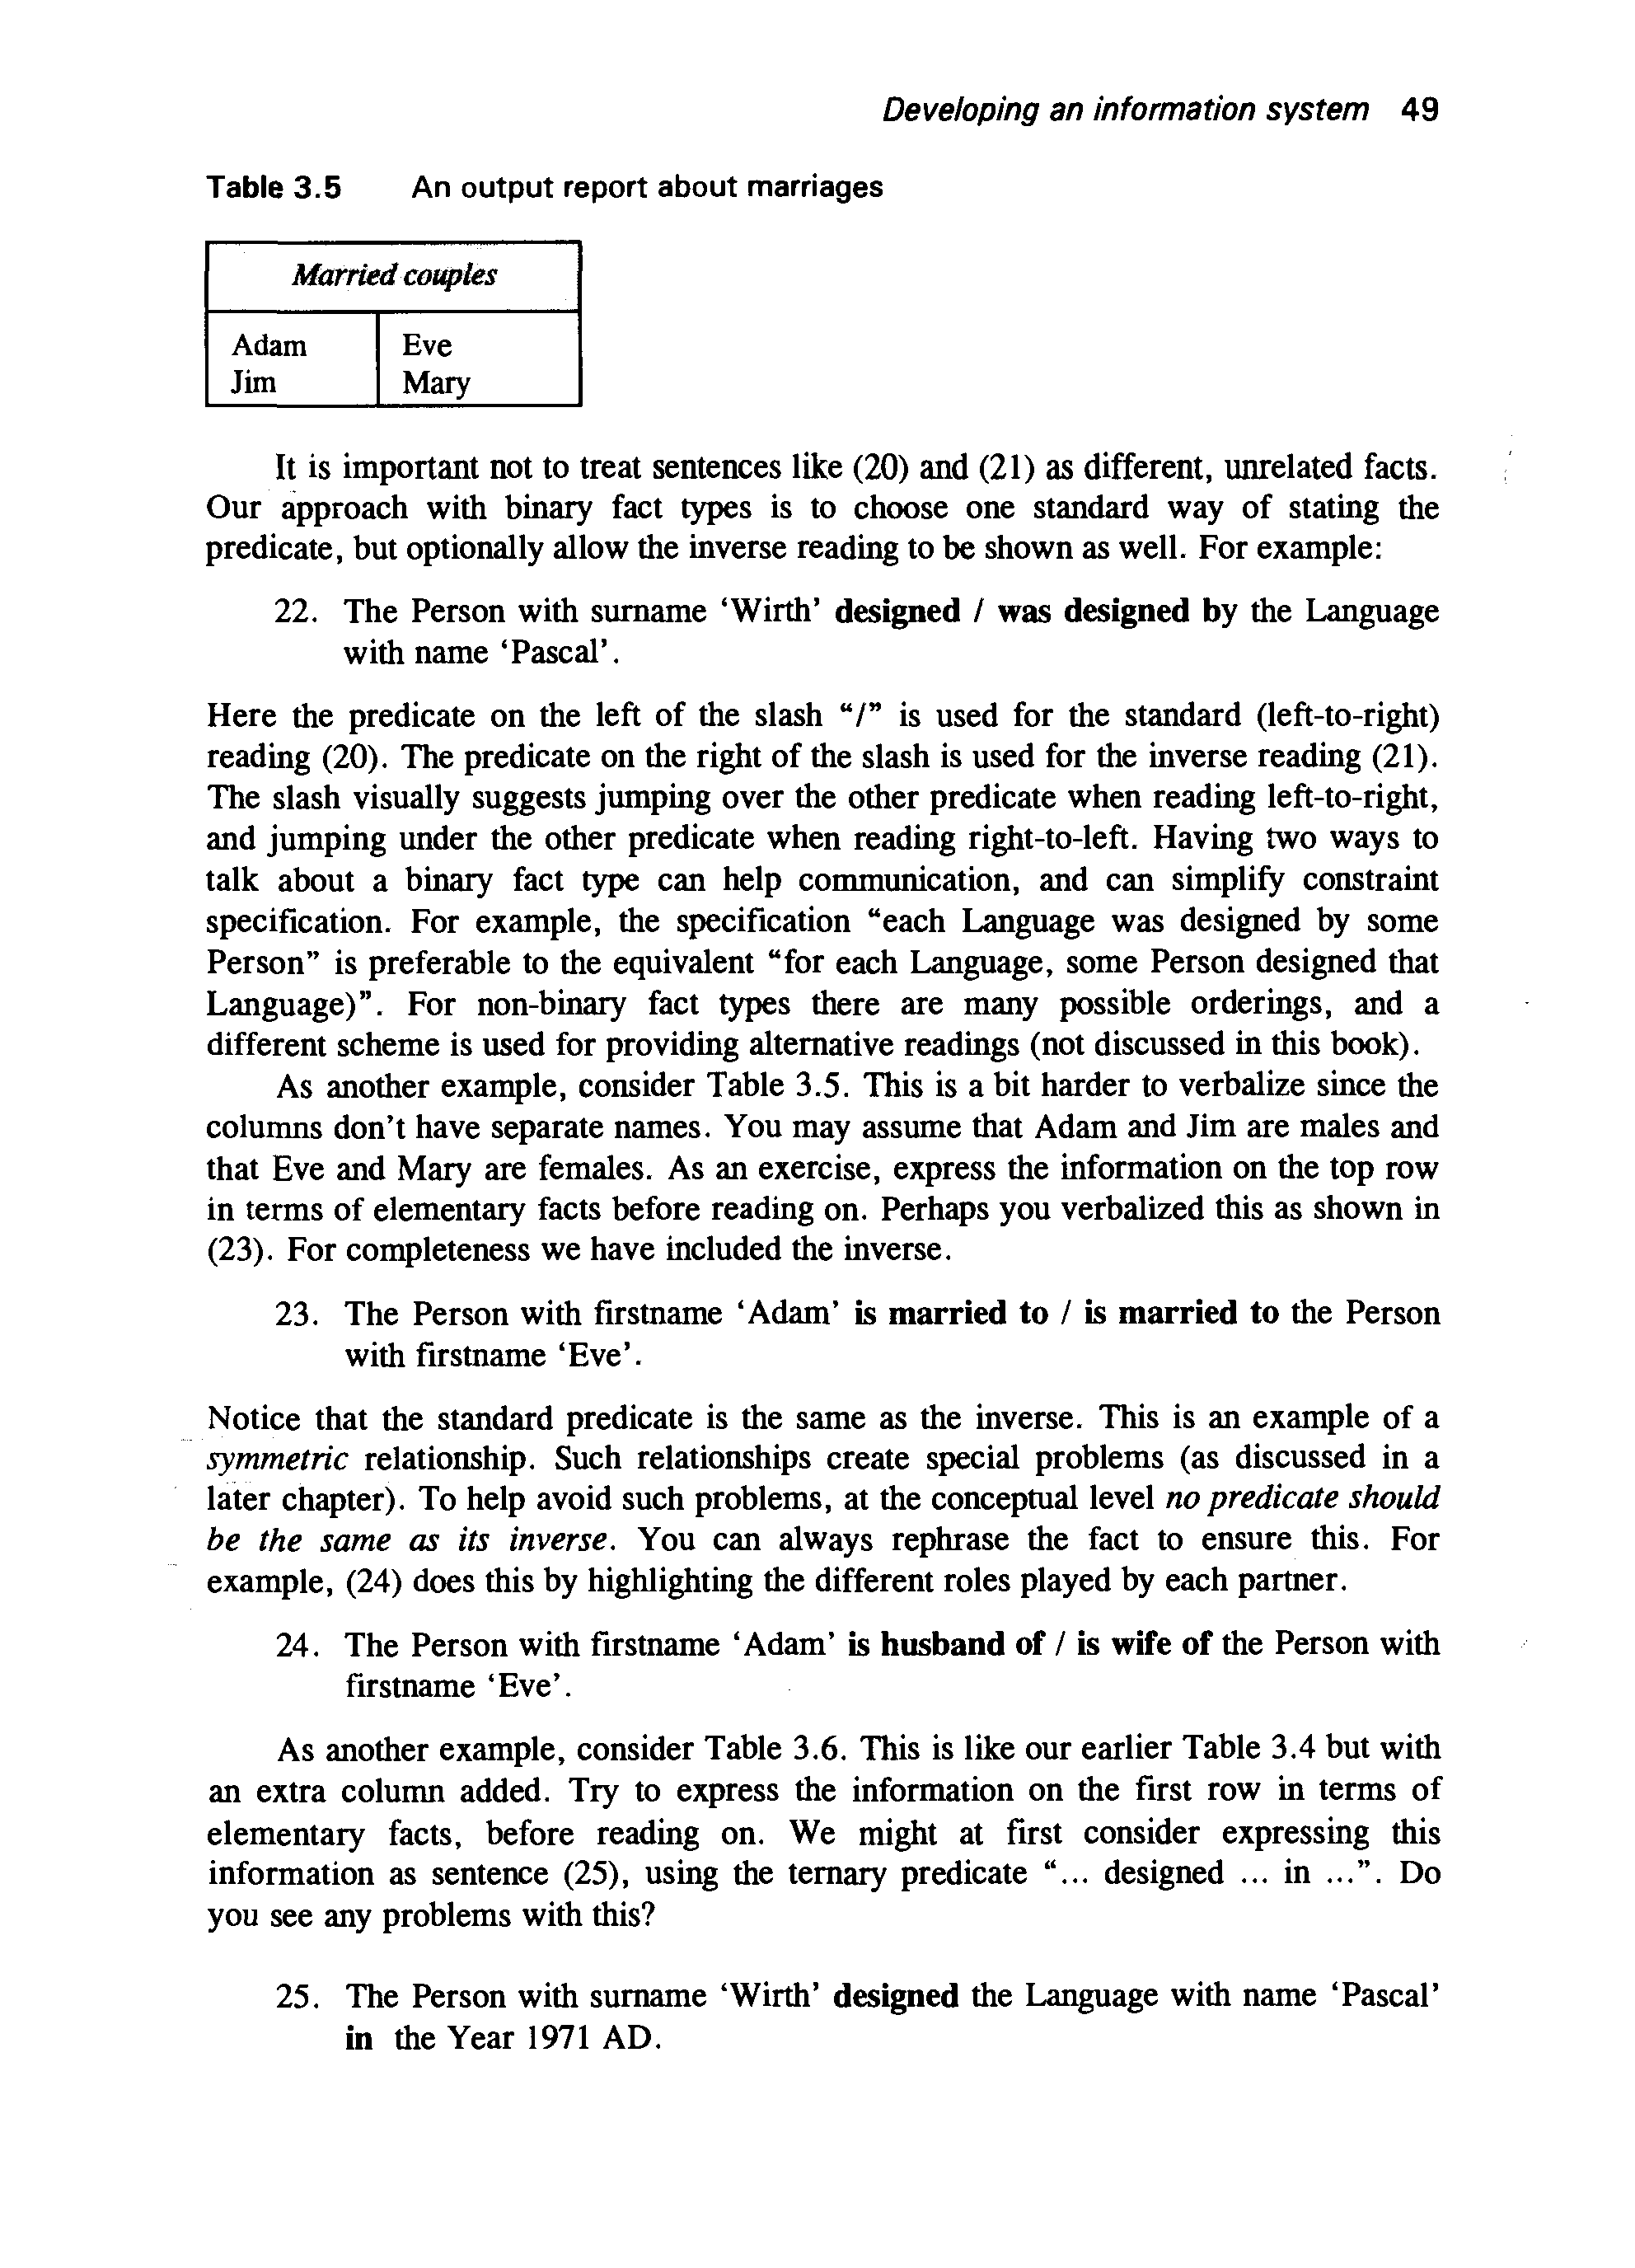 Developing an information system 49
Table 3.5 An output report about marriages
Married couples
Adam Eve
Jim Mary
It is important not to treat sentences like (20) and (21) as different, unrelated facts.
Our approach with binary fact types is to choose one standard way of stating the
predicate, but optionally allow the inverse reading to be shown as well. For example:
22. The Person with surname ‘Wirth’ designed / was designed by the Language
with name ‘Pascal’.
Here the predicate on the left of the slash “/” is used for the standard (left-to-right)
reading (20). The predicate on the right of the slash is used for the inverse reading (21).
The slash visually suggests jumping over the other predicate when reading left-to-right,
and jumping under the other predicate when reading right-to-left. Having two ways to
talk about a binary fact type can help communication, and can simplify constraint
specification. For example, the specification “each Language was designed by some
Person” is preferable to the equivalent “for each Language, some Person designed that
Language)”. For non-binary fact types there are many possible orderings, and a
different scheme is used for providing alternative readings (not discussed in this book).
As another example, consider Table 3.5. This is a bit harder to verbalize since the
columns don’t have separate names. You may assume that Adam and Jim are males and
that Eve and Mary are females. As an exercise, express the information on the top row
in terms of elementary facts before reading on. Perhaps you verbalized this as shown in
(23). For completeness we have included the inverse.
23. The Person with firstname ‘Adam’ is married to / is married to the Person
with firstname ‘Eve’.
Notice that the standard predicate is the same as the inverse. This is an example of a
symmetric relationship. Such relationships create special problems (as discussed in a
later chapter). To help avoid such problems, at the conceptual level no predicate should
be the same as its inverse. You can always rephrase the fact to ensure this. For
example, (24) does this by highlighting the different roles played by each partner.
24. The Person with firstname ‘Adam’ is husband of / is wife of the Person with
firstname ‘Eve’.
As another example, consider Table 3.6. This is like our earlier Table 3.4 but with
an extra column added. Try to express the information on the first row in terms of
elementary facts, before reading on. We might at first consider expressing this
information as sentence (25), using the ternary predicate “... designed ... in ...”. Do
you see any problems with this?
25. The Person with surname ‘Wirth’ designed the Language with name ‘Pascal’
in the Year 1971 AD.